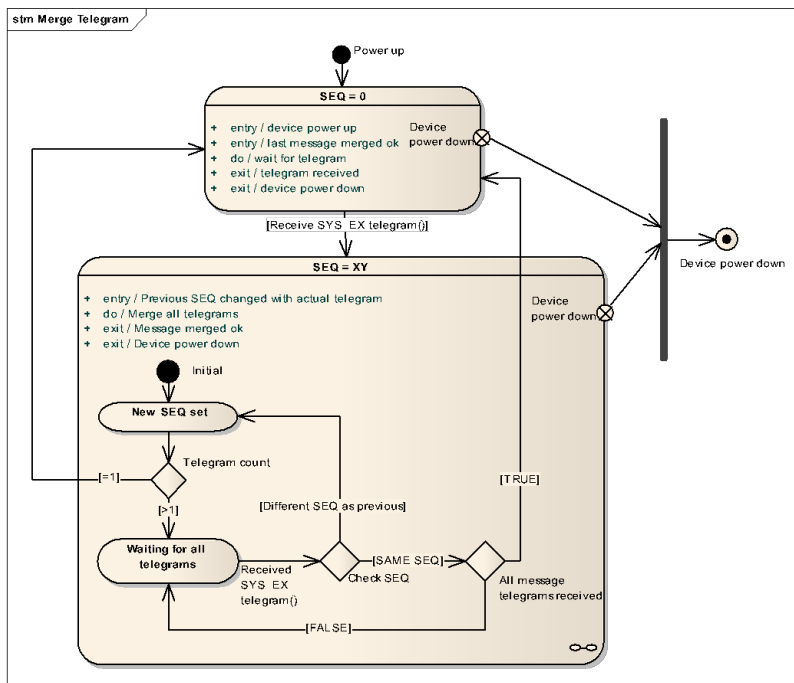 stm Merge Telegram
Power up
SEQ = 0
+ entry / device power up
+ entry / last message merged ok
+ do / wait for telegram
+ exit / telegram received
+ exit / device power down
Device
power down
[Receive SYS_EX telegram()]
Device power down
SEQ = XY
+ entry / Previous SEQ changed with actual telegram
+ do / Merge all telegrams
+ exit / Message merged ok
+ exit / Device power down
Device
power down
Initial
New SEQ set
Telegram count
[=1]
[>1]
[Different SEQ as previous]
[TRUE]
Waiting for all
telegrams
Received
SYS_EX
telegram()
Check SEQ
[SAME SEQ]
All message
telegrams received
[FALSE]